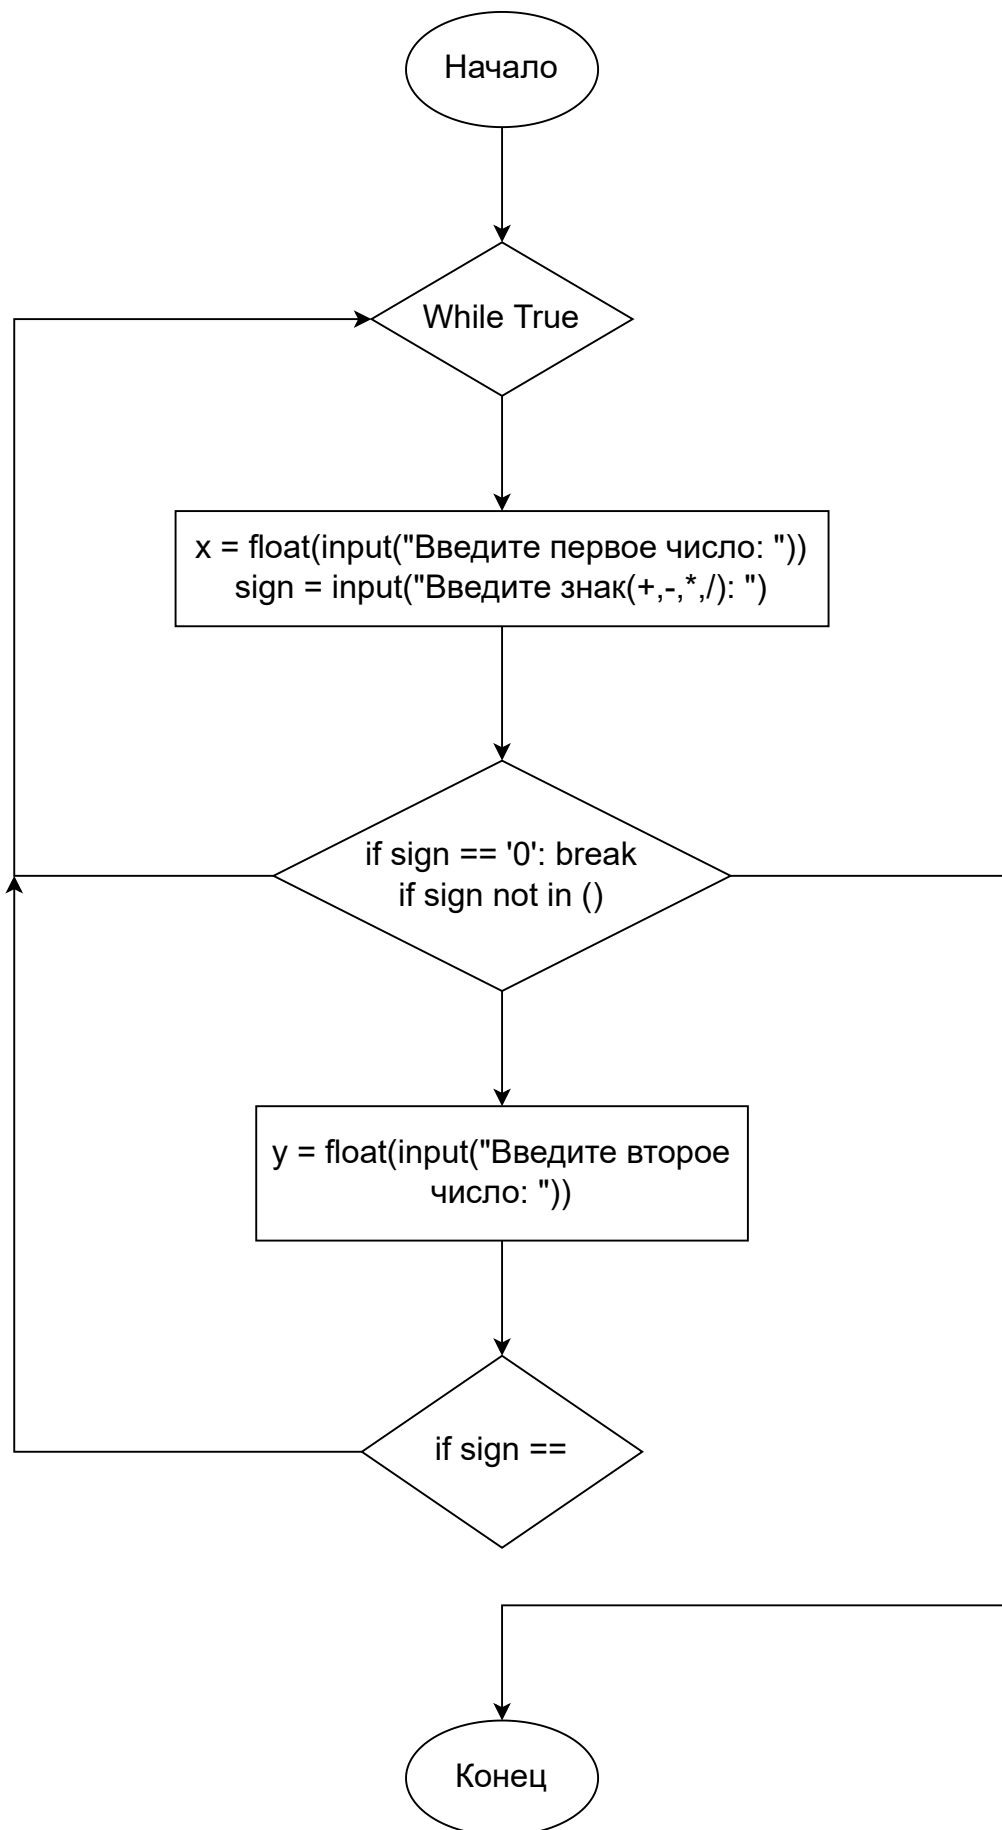 Начало
While True
x = float(input("Введите первое число: "))
sign = input("Введите знак(+,-,*,/): ")
if sign == '0': break
if sign not in ()
y = float(input("Введите второе
число: "))
if sign ==
Конец